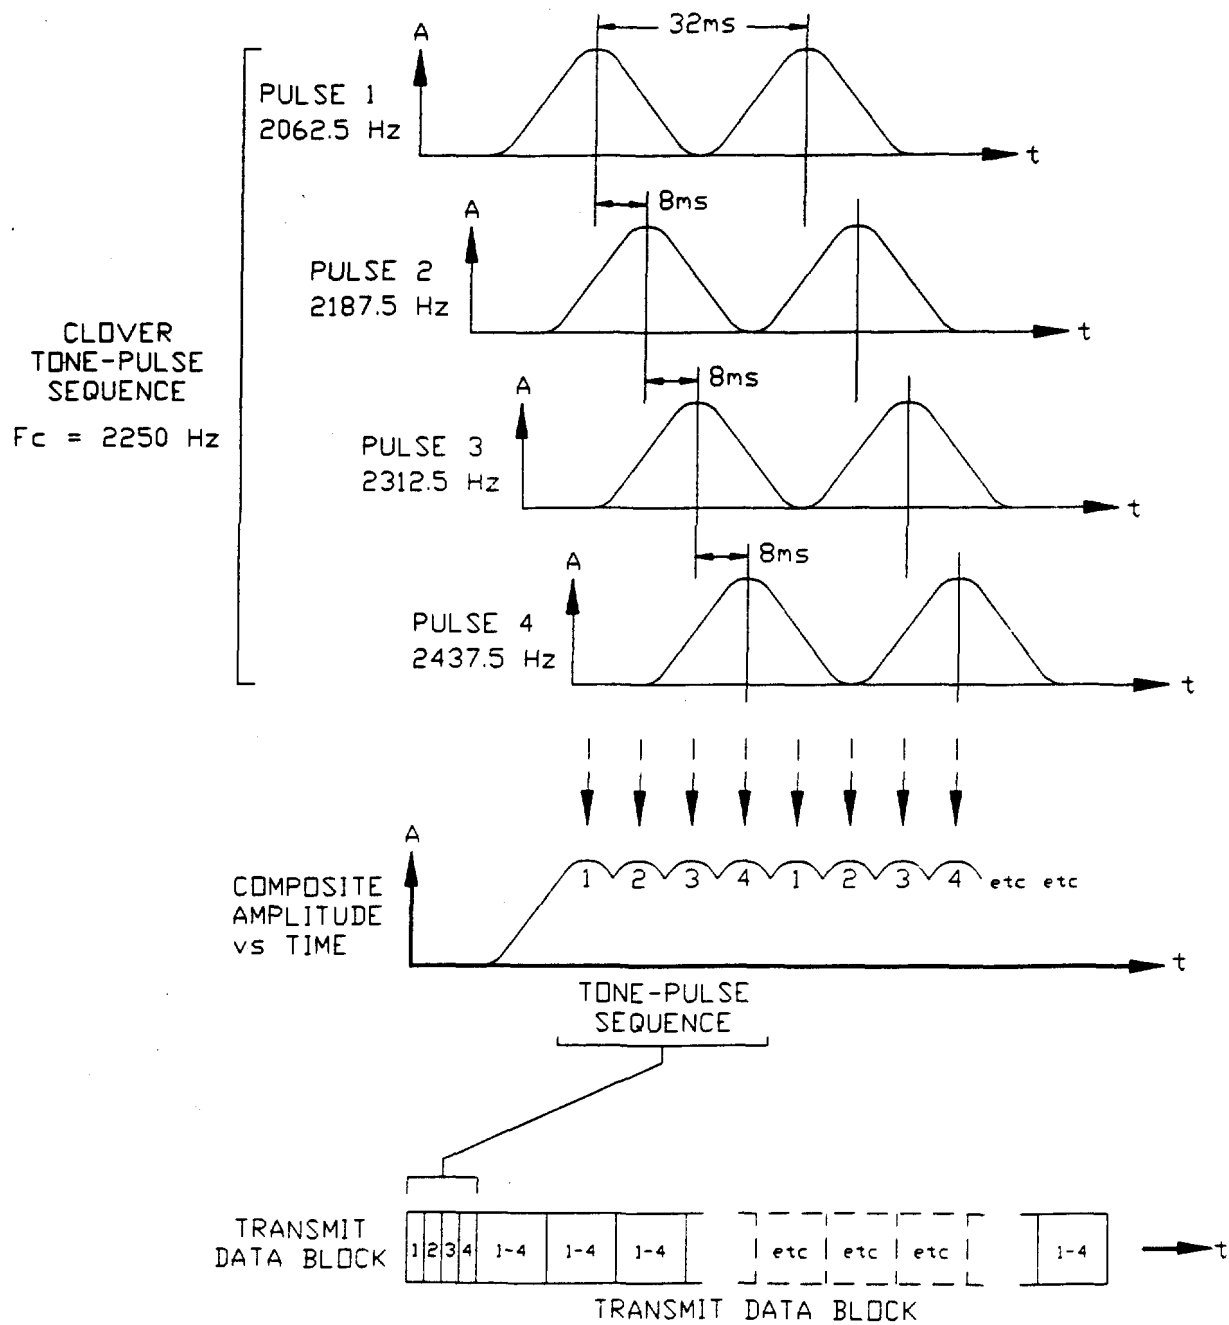 32ms
A
PULSE 1
2062.5 Hz
t
8ms
A
PULSE 2
2187.5 Hz
t
8ms
A
PULSE 3
2312.5 Hz
t
8ms
A
PULSE 4
2437.5 Hz
t
CLOVER
TONE-PULSE
SEQUENCE
Fc = 2250 Hz
A
COMPOSITE
AMPLITUDE
vs TIME
1 2 3 4 1 2 3 4 etc etc
t
TONE-PULSE
SEQUENCE
TRANSMIT
DATA BLOCK
1 2 3 4 1-4 1-4 1-4 etc etc etc 1-4
t
TRANSMIT DATA BLOCK